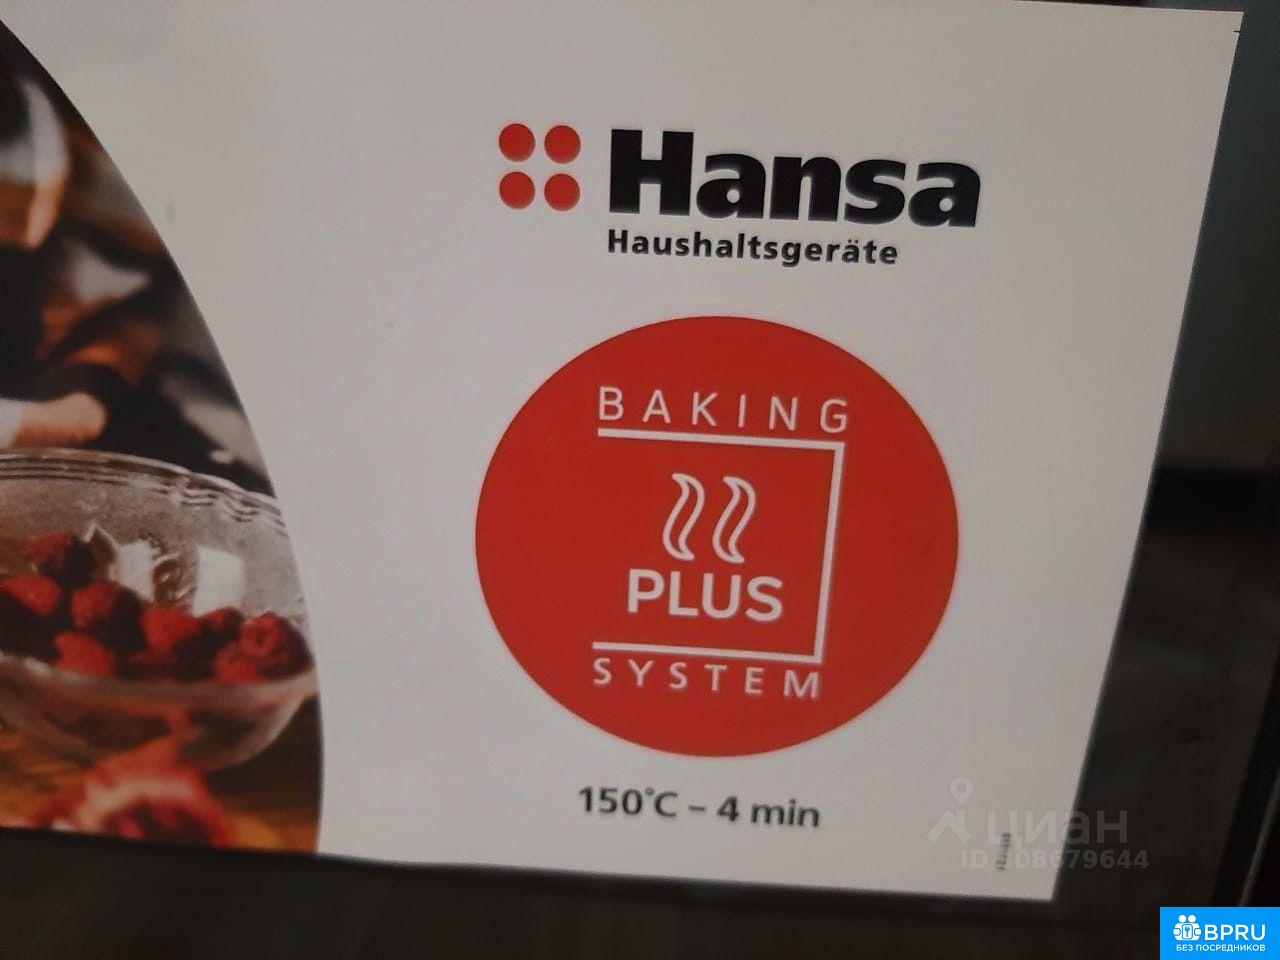 Hansa
Haushaltsgeräte
BAKING
PLUS
SYSTEM
150°C – 4 min
циан
BPRU
БЕЗ ПОСРЕДНИКОВ